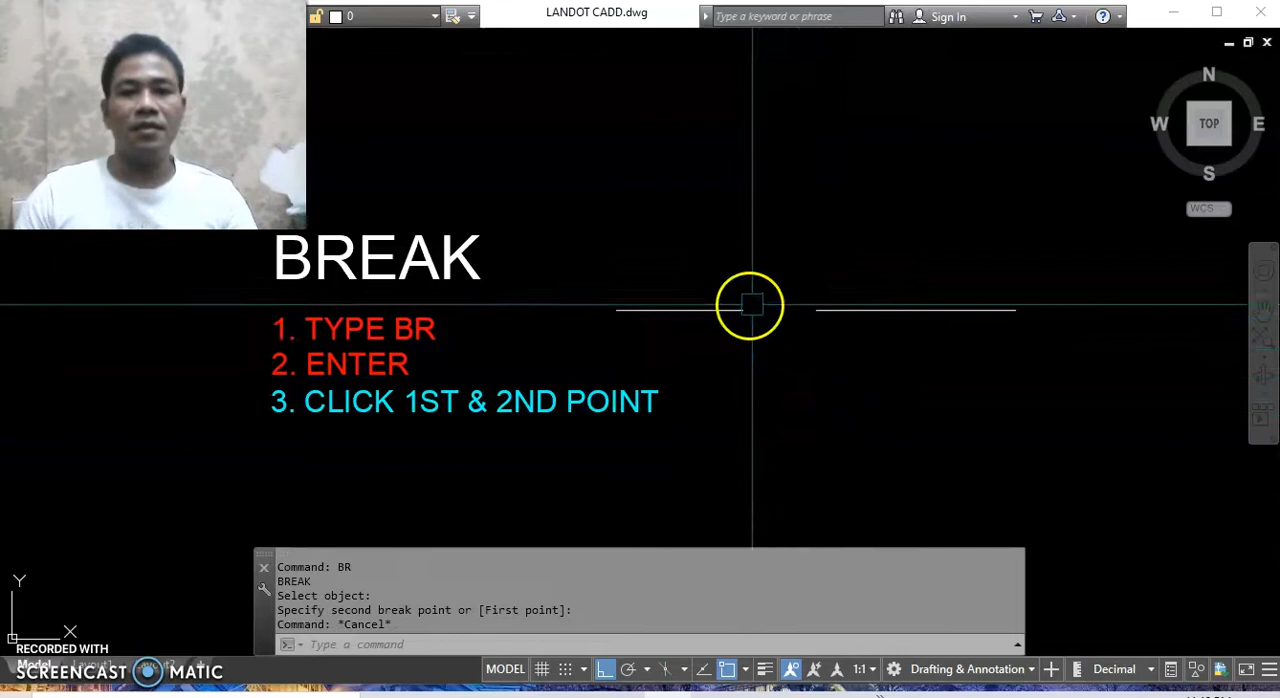 0
LANDOT CADD.dwg
Type a keyword or phrase
Sign In
?
N
W TOP E
S
WCS
BREAK
1. TYPE BR
2. ENTER
3. CLICK 1ST & 2ND POINT
Command: BR
BREAK
Select object:
Specify second break point or [First point]:
Command: *Cancel*
Type a command
Y
X
RECORDED WITH
SCREENCAST MATIC
Model
MODEL
1:1
Drafting & Annotation
Decimal